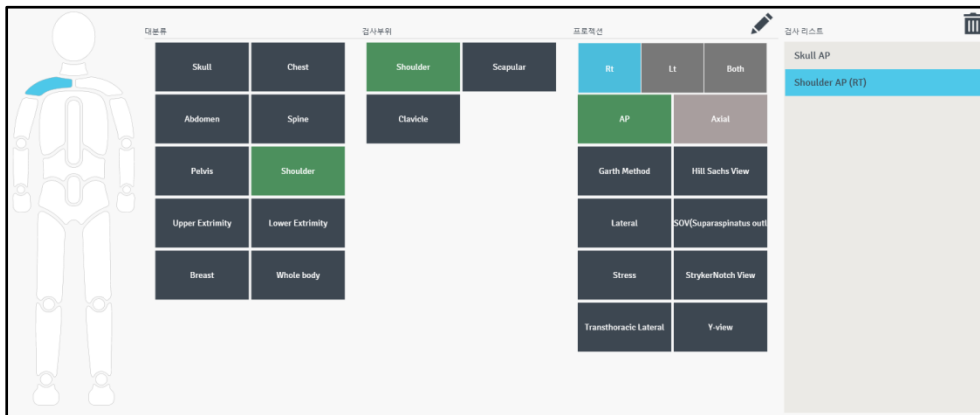 대분류
검사부위
프로젝션
검사 리스트
Skull
Chest
Abdomen
Spine
Pelvis
Shoulder
Upper Extrimity
Lower Extrimity
Breast
Whole body
Shoulder
Scapular
Clavicle
Rt
Lt
Both
AP
Axial
Garth Method
Hill Sachs View
Lateral
SOV(Suparaspinatus outl
Stress
StrykerNotch View
Transthoracic Lateral
Y-view
Skull AP
Shoulder AP (RT)